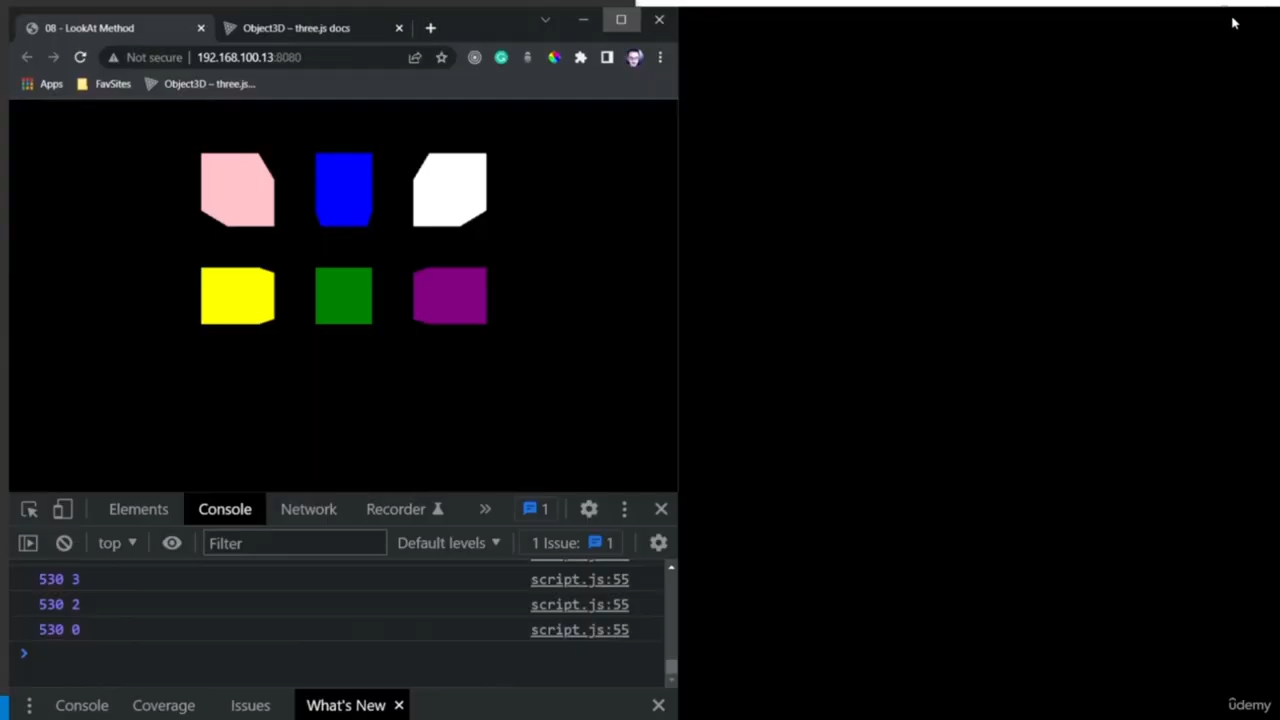 08 - LookAt Method
Object3D – three.js docs
Not secure
192.168.100.13:8080
Apps
FavSites
Object3D – three.js...
Elements
Console
Network
Recorder
1
top
Filter
Default levels
1 Issue:
1
530 3
script.js:55
530 2
script.js:55
530 0
script.js:55
Console
Coverage
Issues
What's New
ûdemy